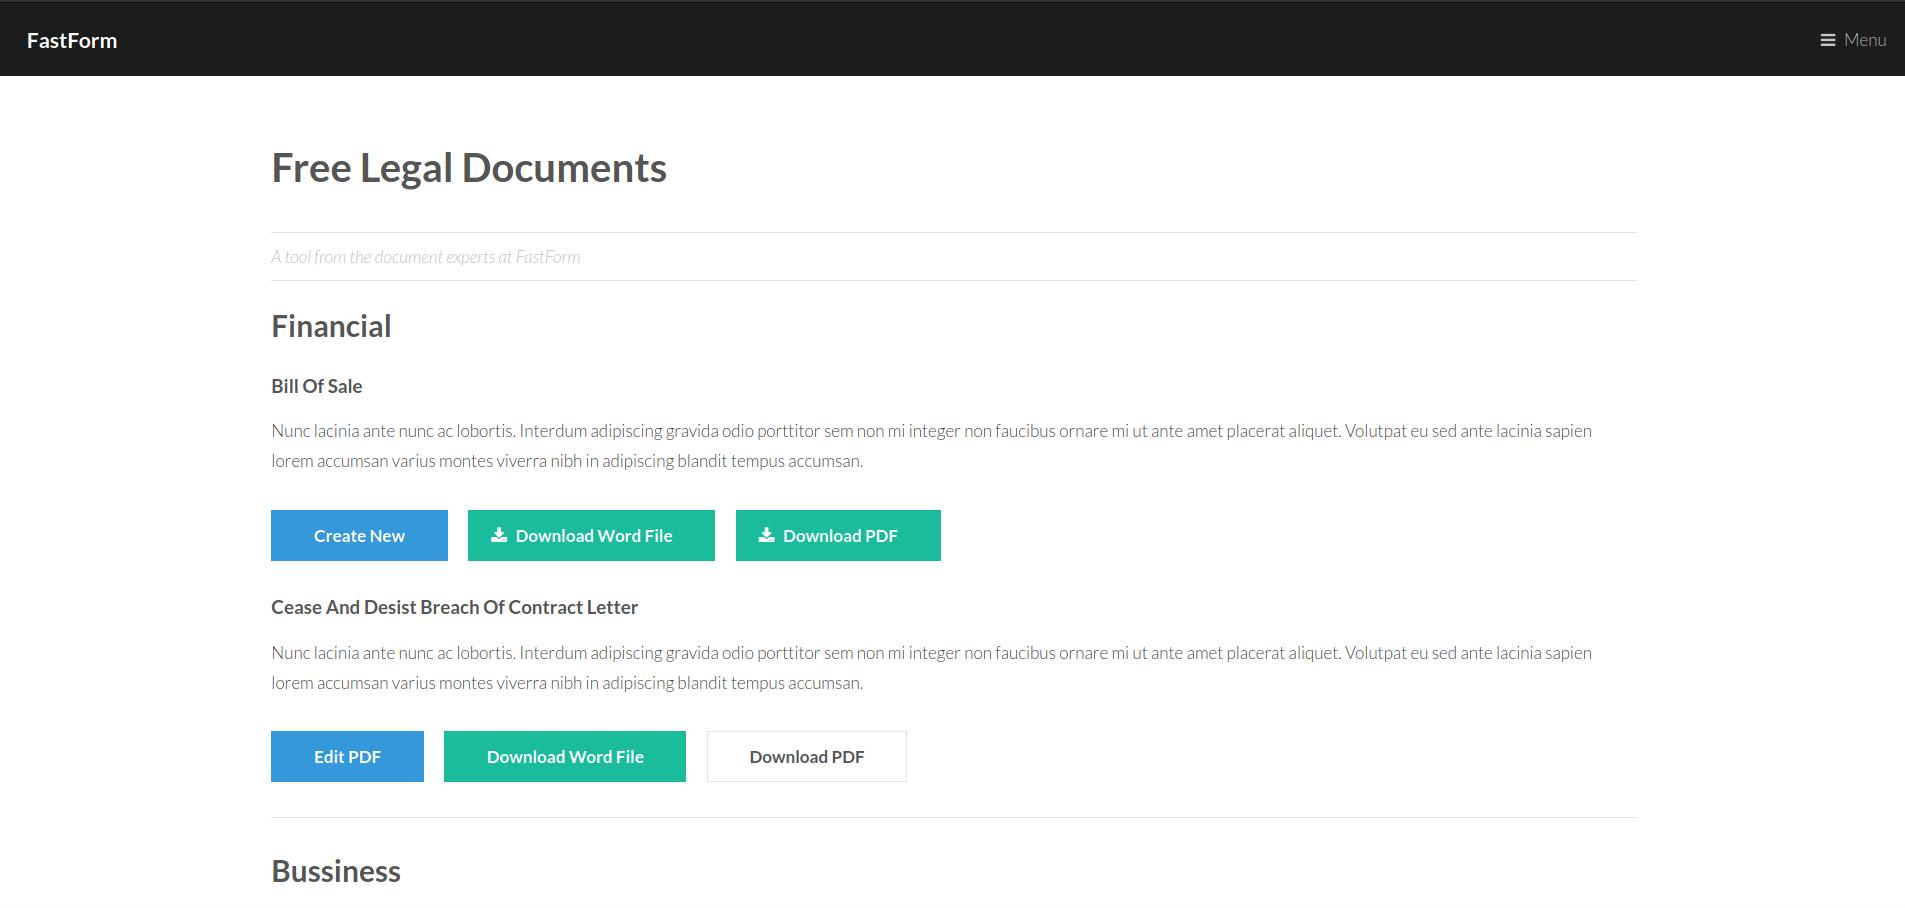 FastForm
Menu
Free Legal Documents
A tool from the document experts at FastForm
Financial
Bill Of Sale
Nunc lacinia ante nunc ac lobortis. Interdum adipiscing gravida odio porttitor sem non mi integer non faucibus ornare mi ut ante amet placerat aliquet. Volutpat eu sed ante lacinia sapien
lorem accumsan varius montes viverra nibh in adipiscing blandit tempus accumsan.
Create New Download Word File Download PDF
Cease And Desist Breach Of Contract Letter
Nunc lacinia ante nunc ac lobortis. Interdum adipiscing gravida odio porttitor sem non mi integer non faucibus ornare mi ut ante amet placerat aliquet. Volutpat eu sed ante lacinia sapien
lorem accumsan varius montes viverra nibh in adipiscing blandit tempus accumsan.
Edit PDF Download Word File Download PDF
Bussiness